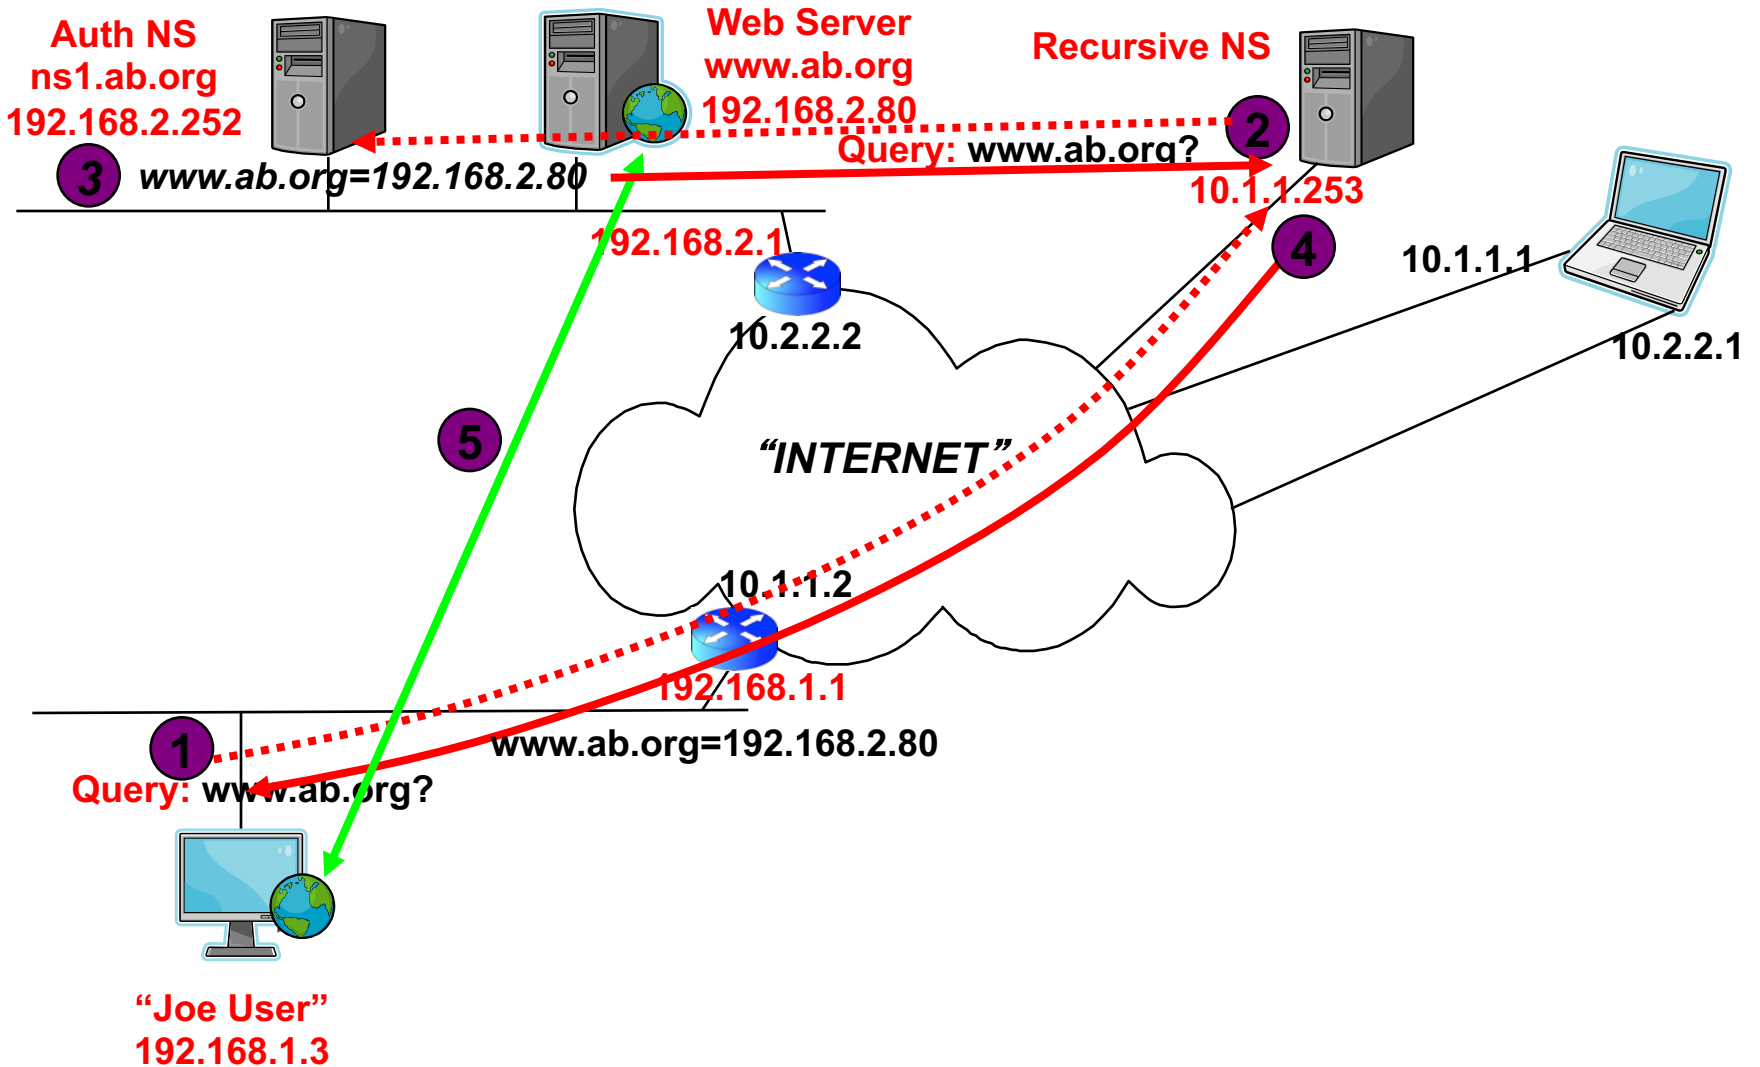 Auth NS
ns1.ab.org
192.168.2.252
Web Server
www.ab.org
192.168.2.80
Recursive NS
2
Query: www.ab.org?
3
www.ab.org=192.168.2.80
10.1.1.253
192.168.2.1
4
10.1.1.1
10.2.2.2
10.2.2.1
5
“INTERNET”
10.1.1.2
192.168.1.1
1
www.ab.org=192.168.2.80
Query: www.ab.org?
“Joe User”
192.168.1.3